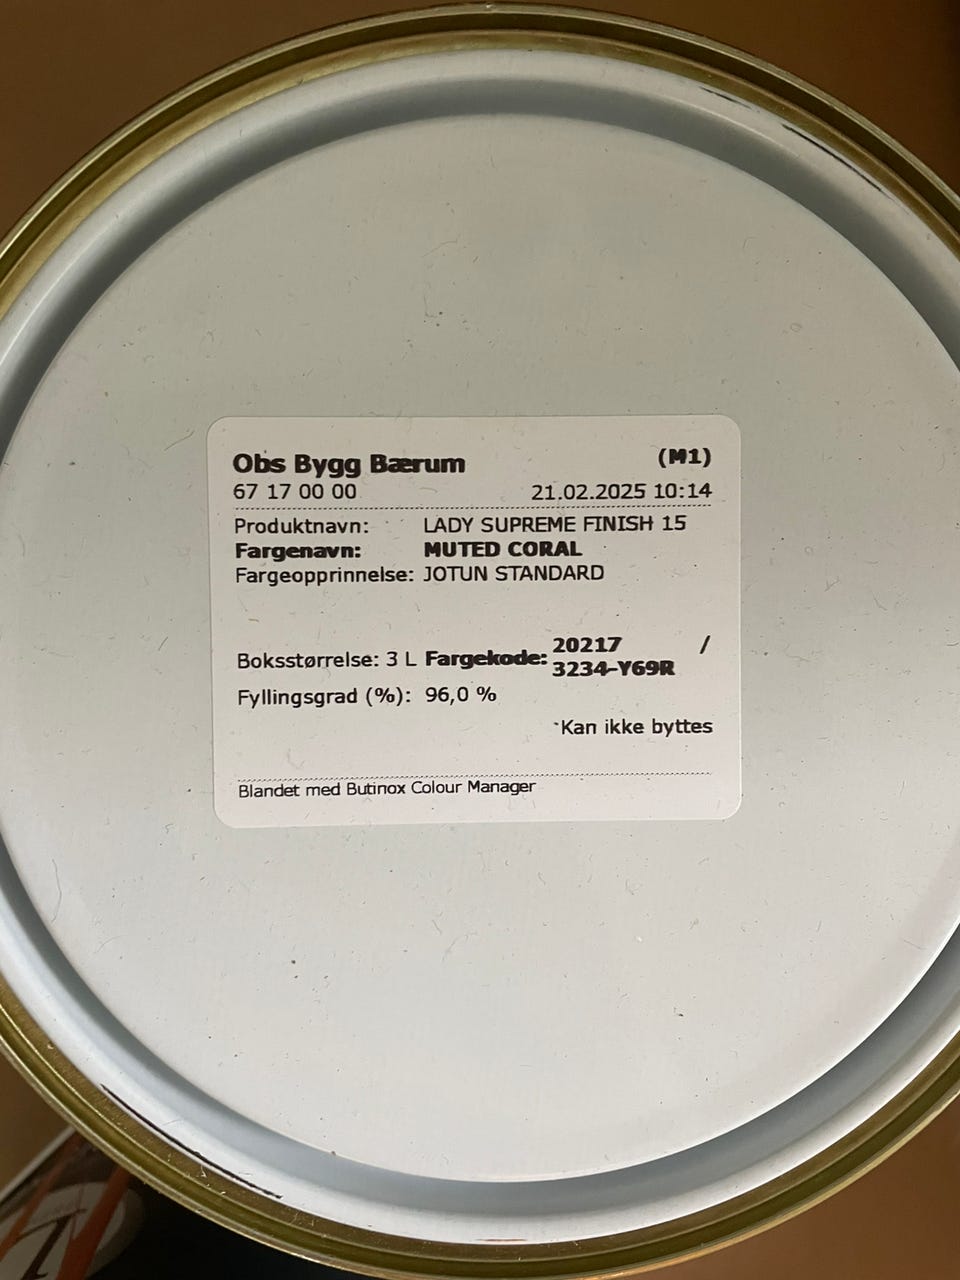 Obs Bygg Bærum (M1)
67 17 00 00 21.02.2025 10:14
Produktnavn: LADY SUPREME FINISH 15
Fargenavn: MUTED CORAL
Fargeopprinnelse: JOTUN STANDARD
Boksstørrelse: 3 L Fargekode: 20217 /
3234-Y69R
Fyllingsgrad (%): 96,0 %
*Kan ikke byttes
Blandet med Butinox Colour Manager